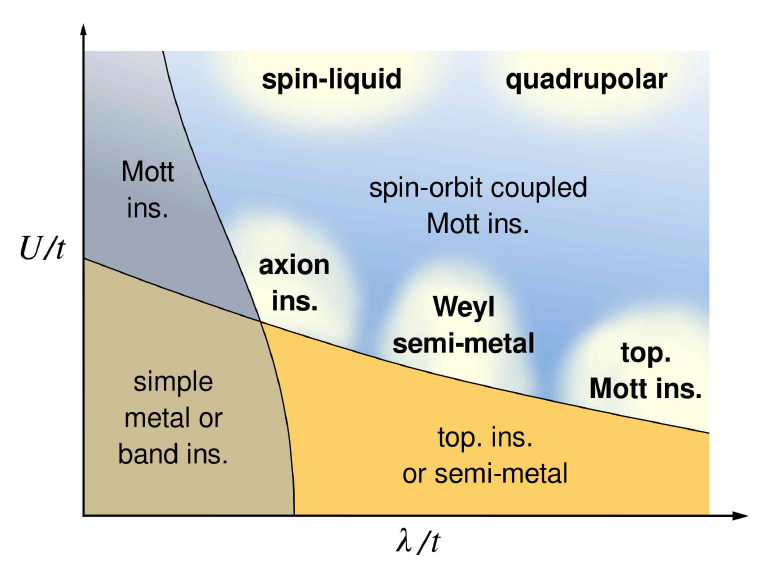 spin-liquid
quadrupolar
Mott
ins.
spin-orbit coupled
Mott ins.
U/t
axion
ins.
Weyl
semi-metal
top.
Mott ins.
simple
metal or
band ins.
top. ins.
or semi-metal
λ/t